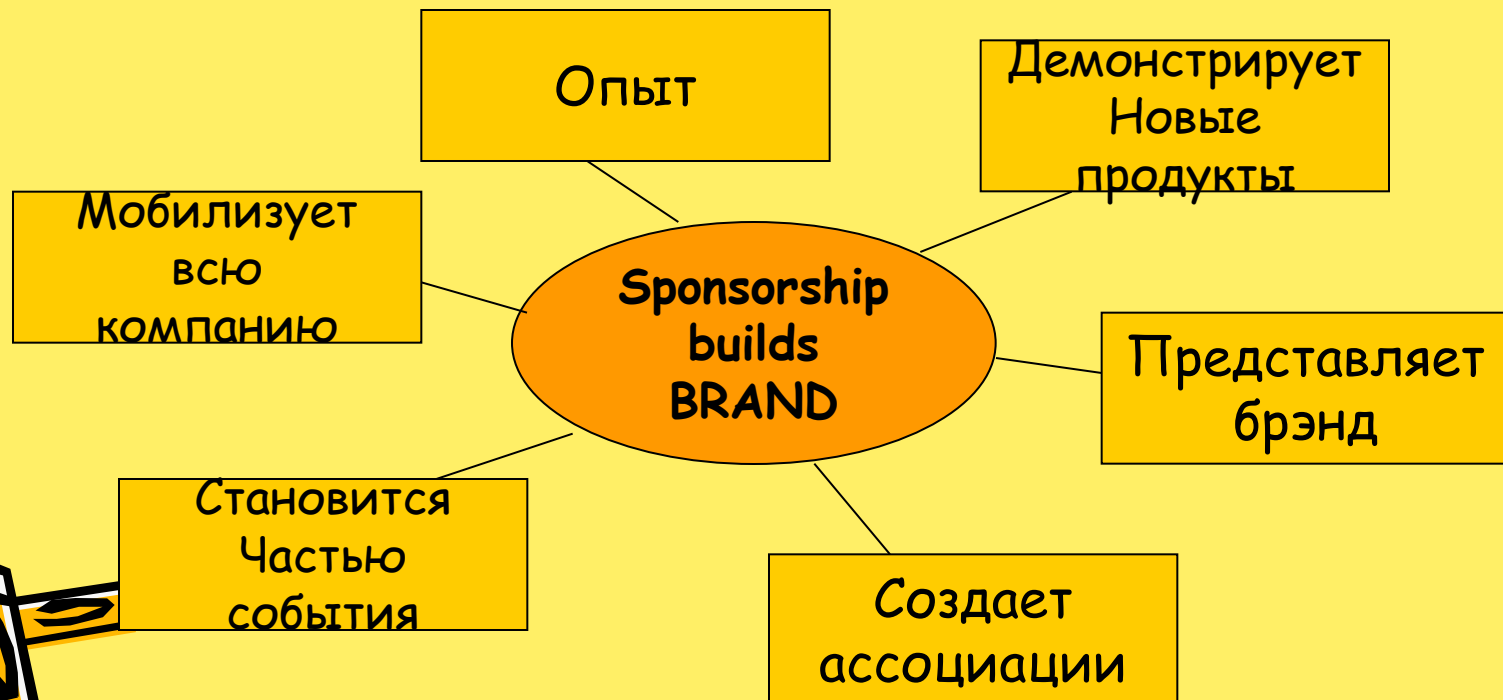 Опыт
Демонстрирует
Новые
продукты
Мобилизует
всю
компанию
Sponsorship
builds
BRAND
Представляет
брэнд
Становится
Частью
события
Создает
ассоциации